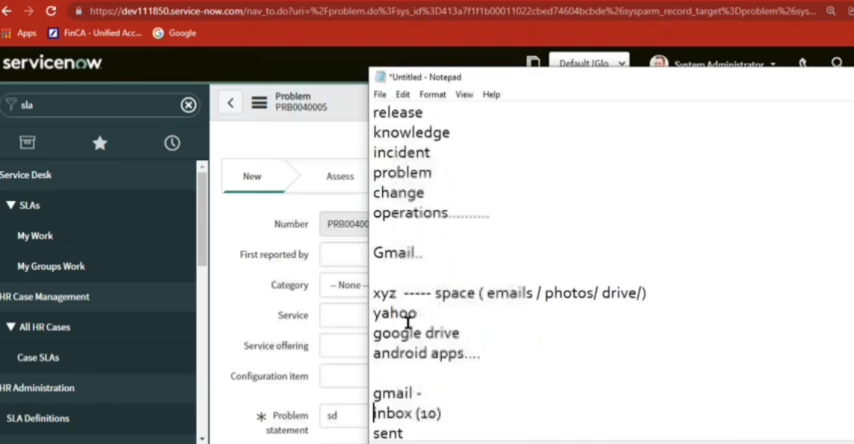 https://dev111850.service-now.com/nav_to.do?uri=%2Fproblem.do%3Fsys_id%3D413a7f1f1b00011022cbed74604bcbde%26sysparm_record_target%3Dproblem%26sys...
Apps
FinCA - Unified Acc...
Google
servicenow
Default (Glo
System Administrator
sla
Service Desk
SLAs
My Work
My Groups Work
HR Case Management
All HR Cases
Case SLAs
HR Administration
SLA Definitions
Problem
PRB0040005
New
Assess
Number
PRB00400
First reported by
Category
-- None --
Service
Service offering
Configuration item
Problem
statement
sd
*Untitled - Notepad
File Edit Format View Help
release
knowledge
incident
problem
change
operations..........
Gmail..
xyz ----- space ( emails / photos/ drive/)
yahoo
google drive
android apps....
gmail -
inbox (10)
sent